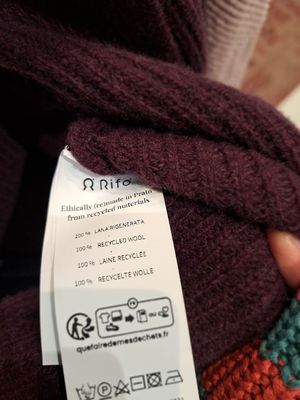 Rifò
Ethically (re)made in Prato
from recycled materials
100 % LANA RIGENERATA
100 % RECYCLED WOOL
100 % LAINE RECYCLÉE
100 % RECYCELTE WOLLE
FR
quefairedemesdechets.fr